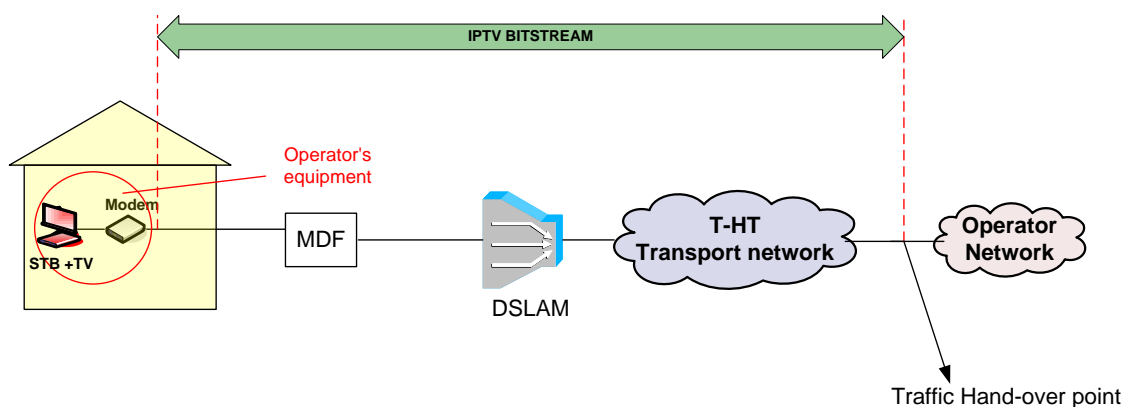 IPTV BITSTREAM
Operator's
equipment
Modem
STB +TV
MDF
DSLAM
T-HT
Transport network
Operator
Network
Traffic Hand-over point